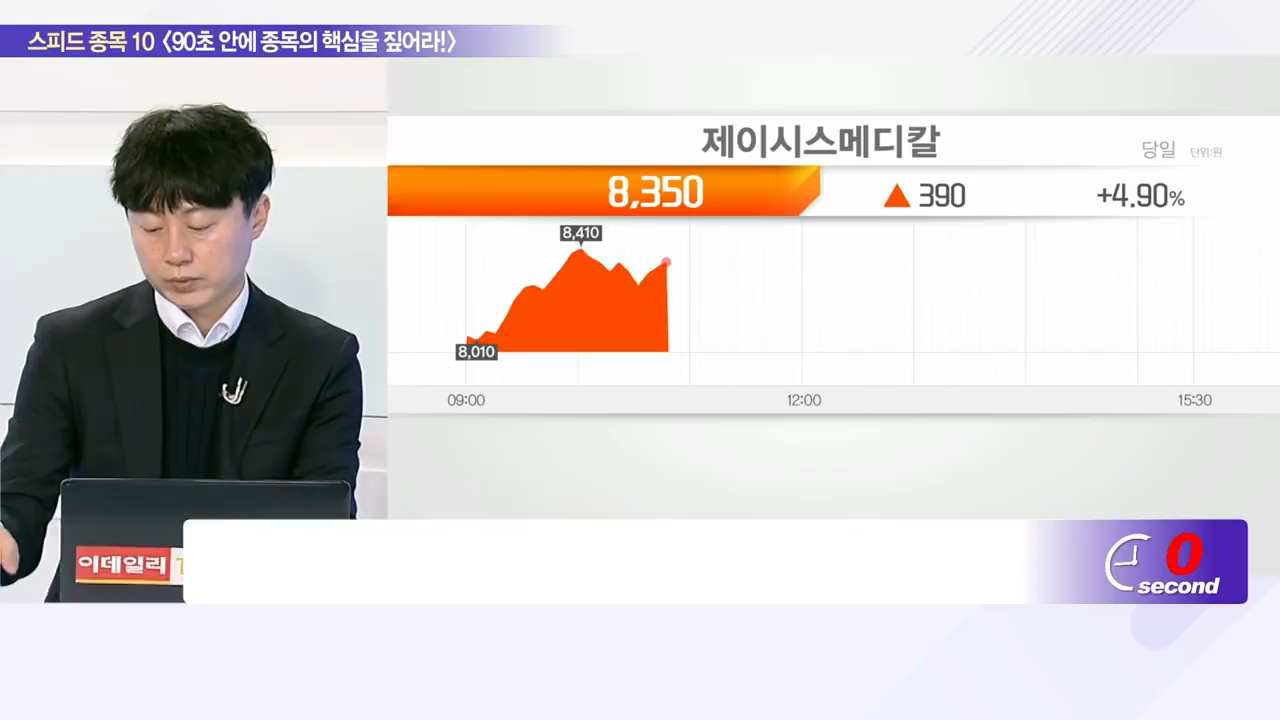 스피드 종목 10 〈90초 안에 종목의 핵심을 짚어라!〉
제이시스메디칼
당일 단위:원
8,350 ▲ 390 +4.90%
8,410
8,010
09:00 12:00 15:30
이데일리 T
0
second